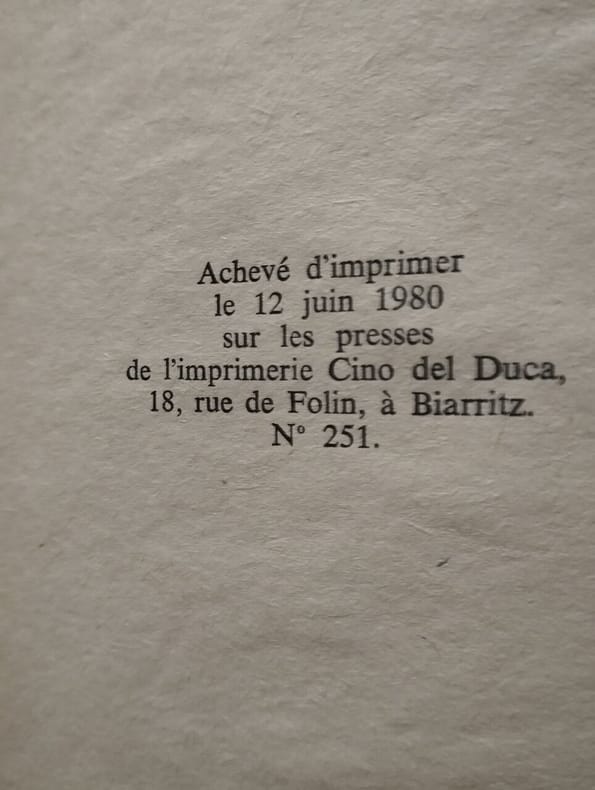 Achevé d'imprimer
le 12 juin 1980
sur les presses
de l'imprimerie Cino del Duca,
18, rue de Folin, à Biarritz.
N° 251.